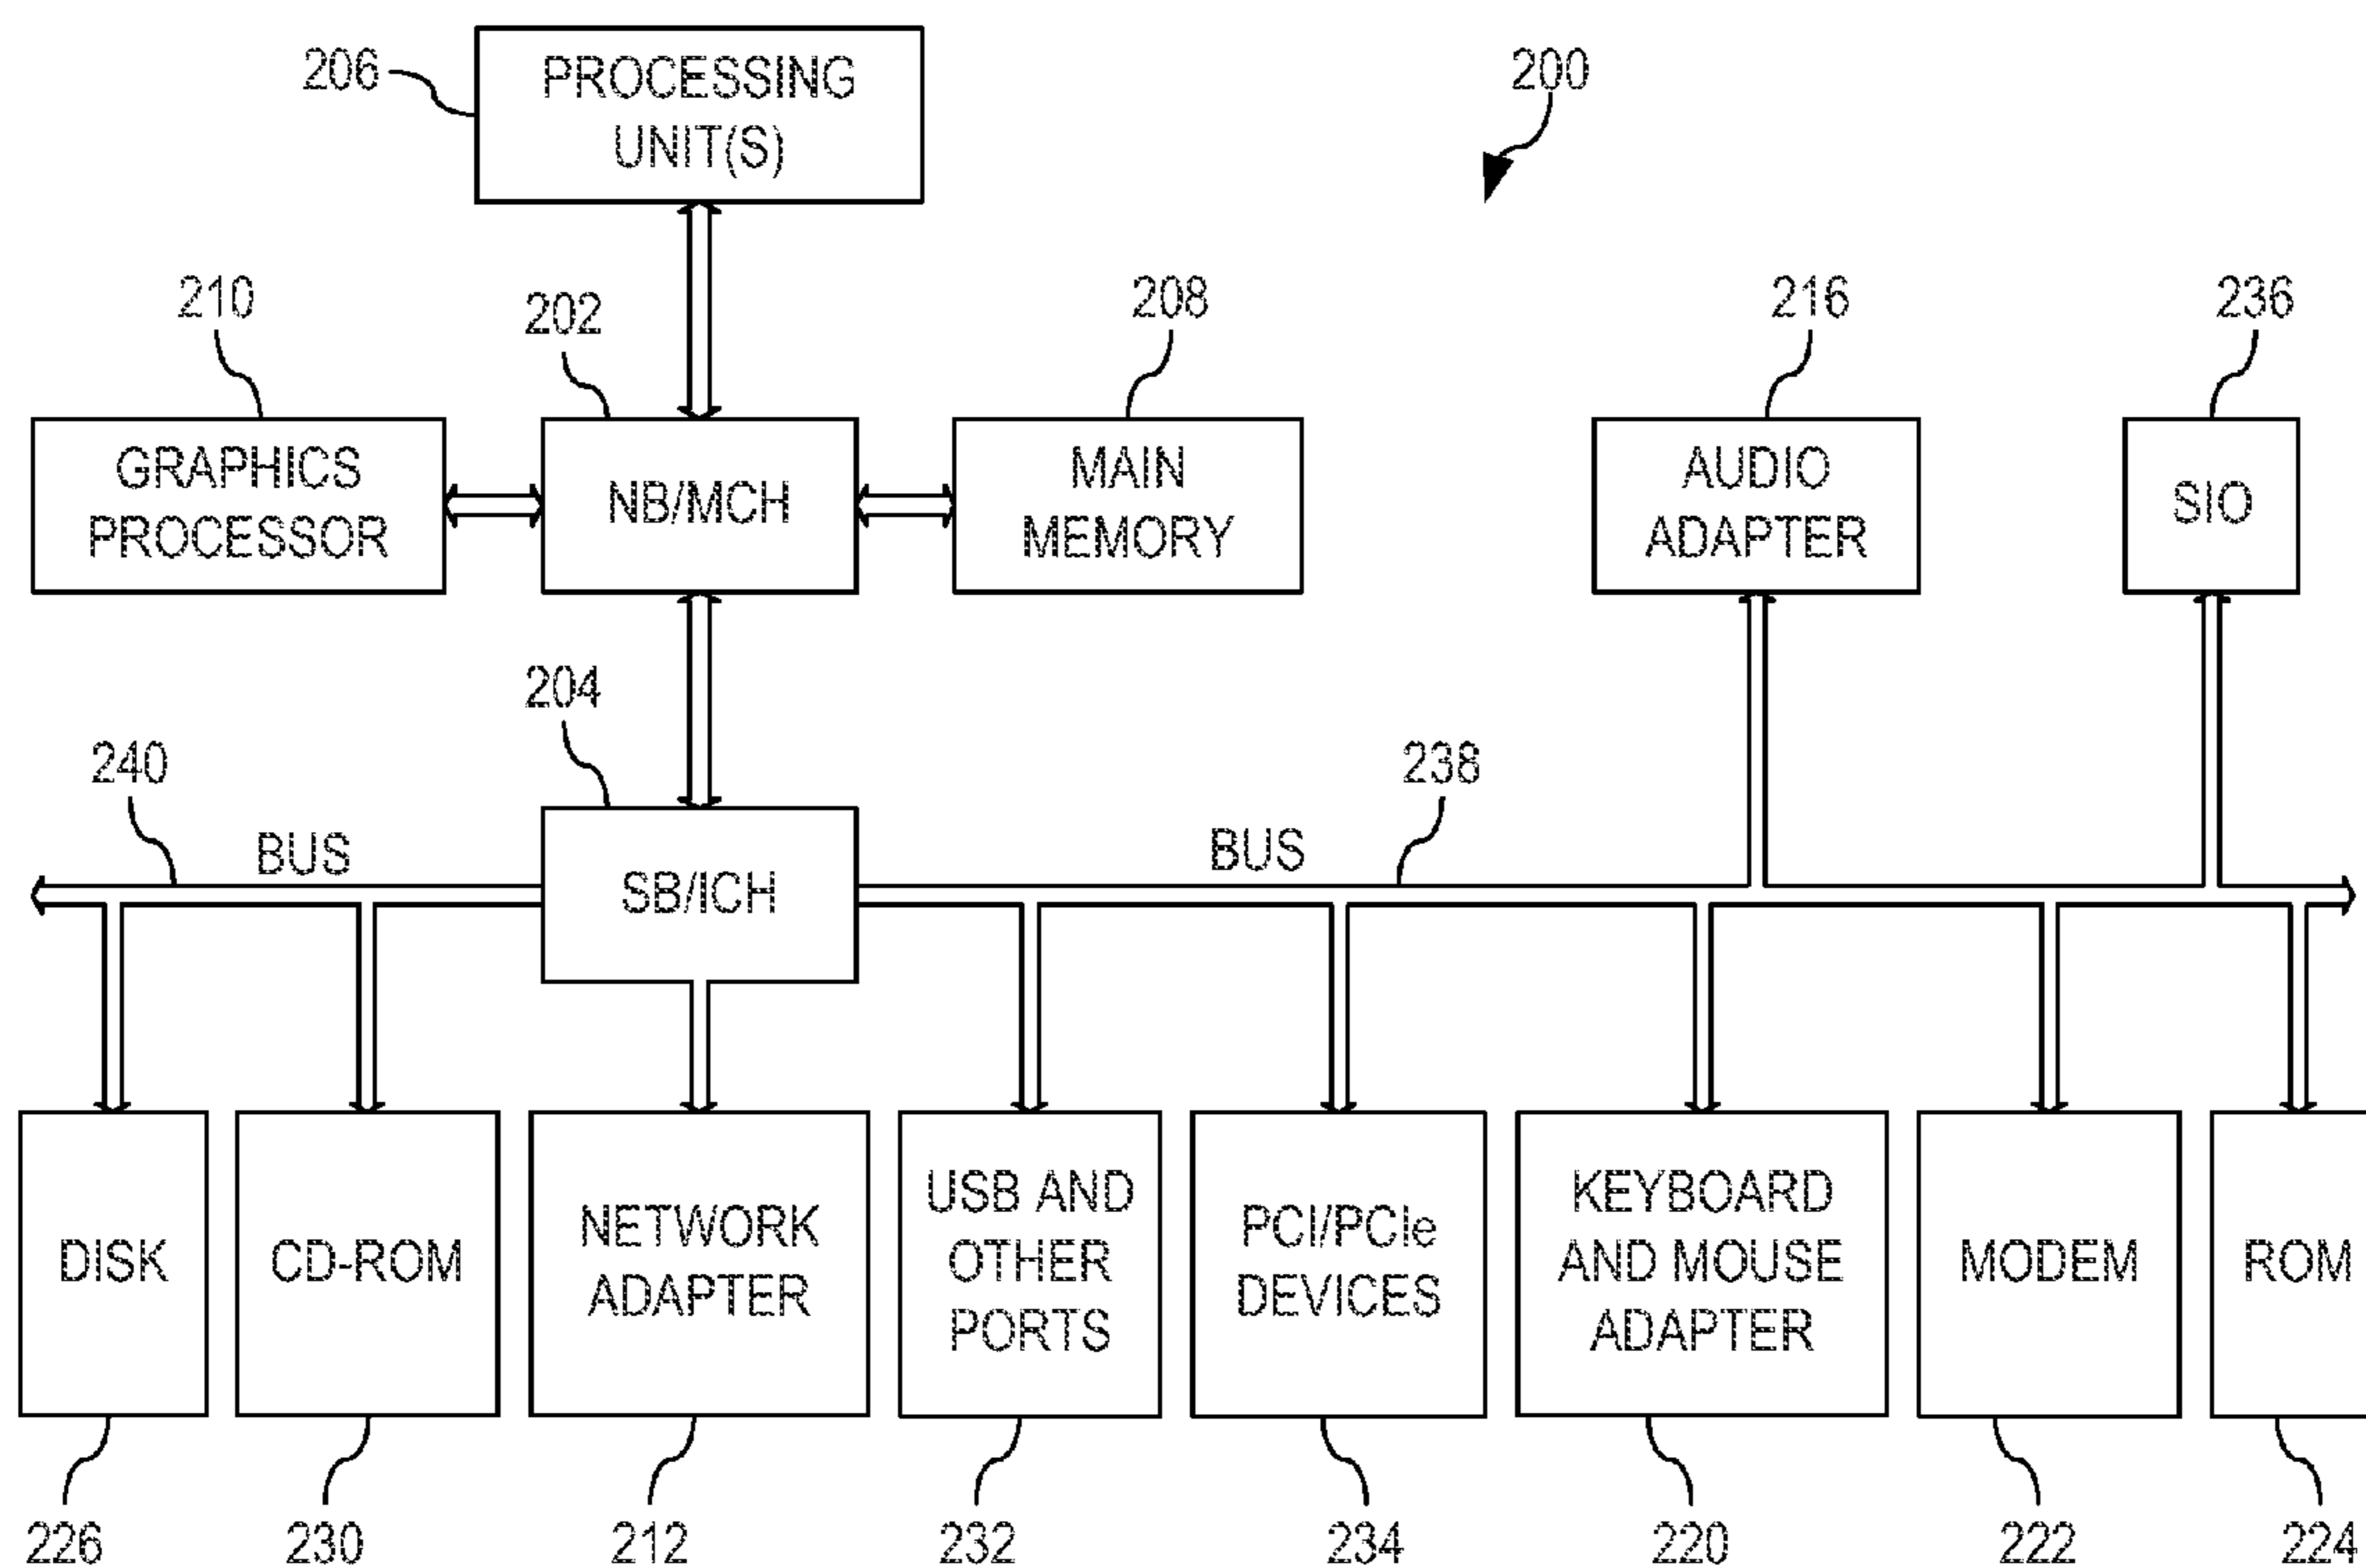 206
PROCESSING
UNIT(S)
200
210
202
208
216
236
GRAPHICS
PROCESSOR
NB/MCH
MAIN
MEMORY
AUDIO
ADAPTER
SIO
204
240
238
BUS
BUS
SB/ICH
DISK
CD-ROM
NETWORK
ADAPTER
USB AND
OTHER
PORTS
PCI/PCIe
DEVICES
KEYBOARD
AND MOUSE
ADAPTER
MODEM
ROM
226
230
212
232
234
220
222
224